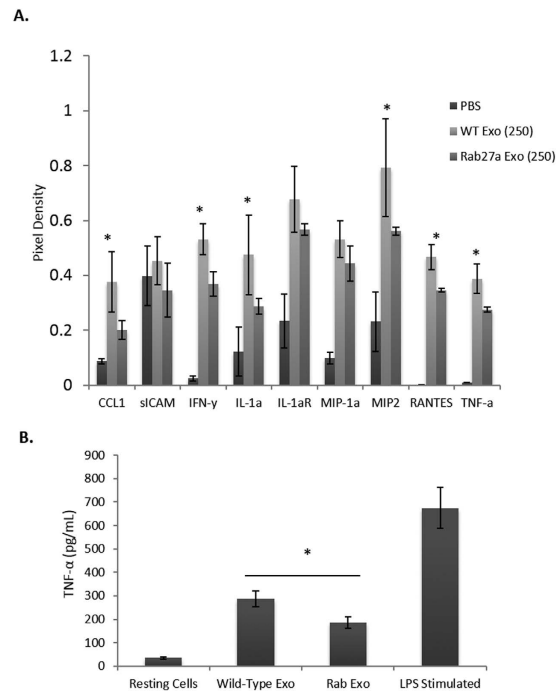 A.
1.2
1
0.8
0.6
0.4
0.2
0
Pixel Density
PBS
WT Exo (250)
Rab27a Exo (250)
*
*
*
*
*
*
CCL1 sICAM IFN-y IL-1a IL-1aR MIP-1a MIP2 RANTES TNF-a
B.
900
800
700
600
500
400
300
200
100
0
TNF-α (pg/mL)
*
Resting Cells Wild-Type Exo Rab Exo LPS Stimulated